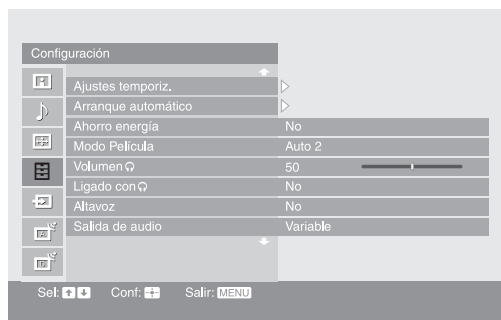 Configuración
Ajustes temporiz.
Arranque automático
Ahorro energía No
Modo Película Auto 2
Volumen 50
Ligado con No
Altavoz No
Salida de audio Variable
Sel: Conf: Salir: MENU